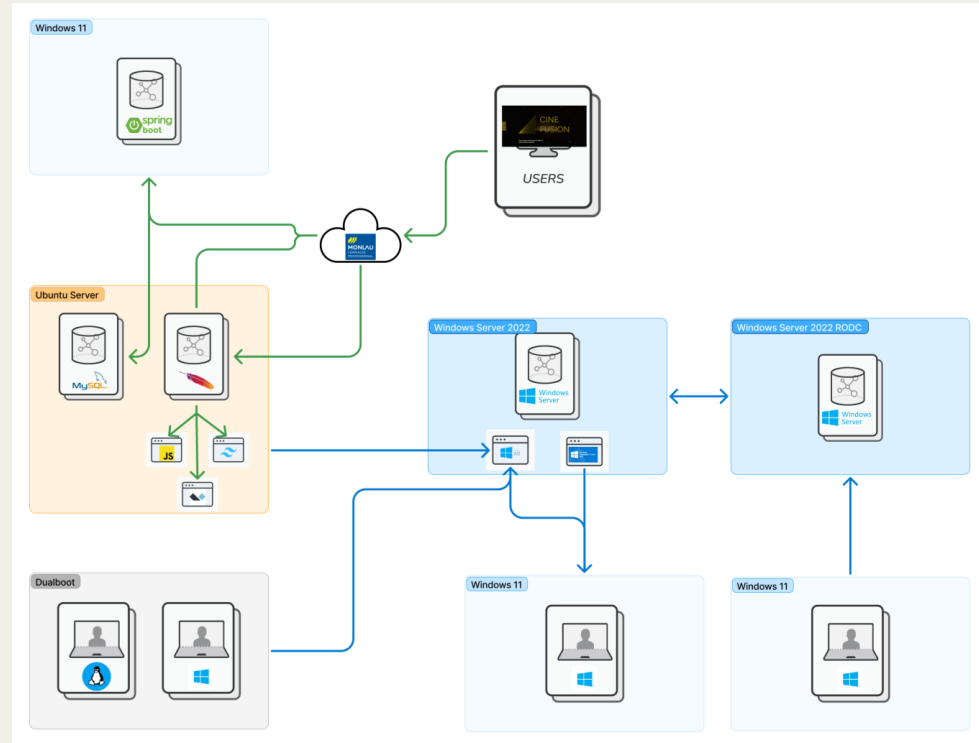 Windows 11
spring
boot
CINE
FUSION
USERS
MONLAU
Ubuntu Server
MySQL
JS
Windows Server 2022
Windows
Server
AD
Windows Server 2022 RODC
Windows
Server
Dualboot
Windows 11
Windows 11